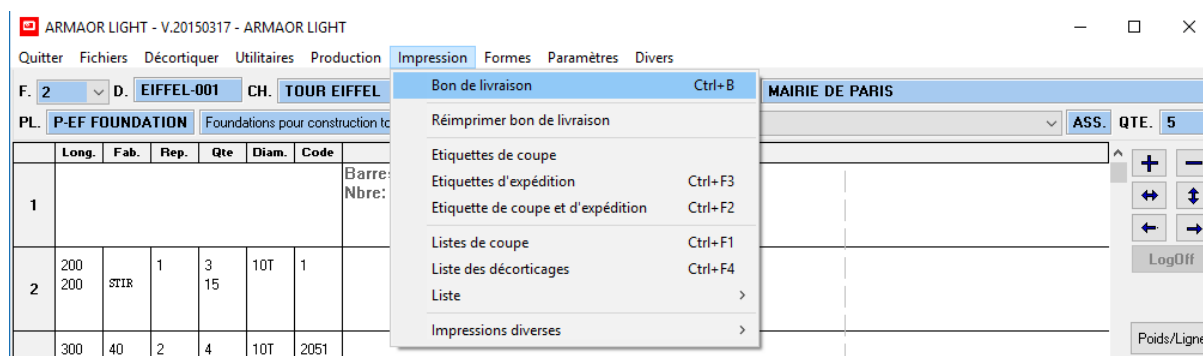 ARMAOR LIGHT - V.20150317 - ARMAOR LIGHT
Quitter Fichiers Décortiquer Utilitaires Production Impression Formes Paramètres Divers
F. 2 D. EIFFEL-001 CH. TOUR EIFFEL MAIRIE DE PARIS
PL. P-EF FOUNDATION Foundations pour construction to ASS. QTE. 5
Bon de livraison Ctrl+B
Réimprimer bon de livraison
Etiquettes de coupe
Etiquettes d'expédition Ctrl+F3
Etiquette de coupe et d'expédition Ctrl+F2
Listes de coupe Ctrl+F1
Liste des décorticages Ctrl+F4
Liste
Impressions diverses
Long. Fab. Rep. Qte Diam. Code
Barre
Nbre:
1
200 1 3 10T 1
200 STIR 15
2
300 40 2 4 10T 2051
LogOff
Poids/Ligne